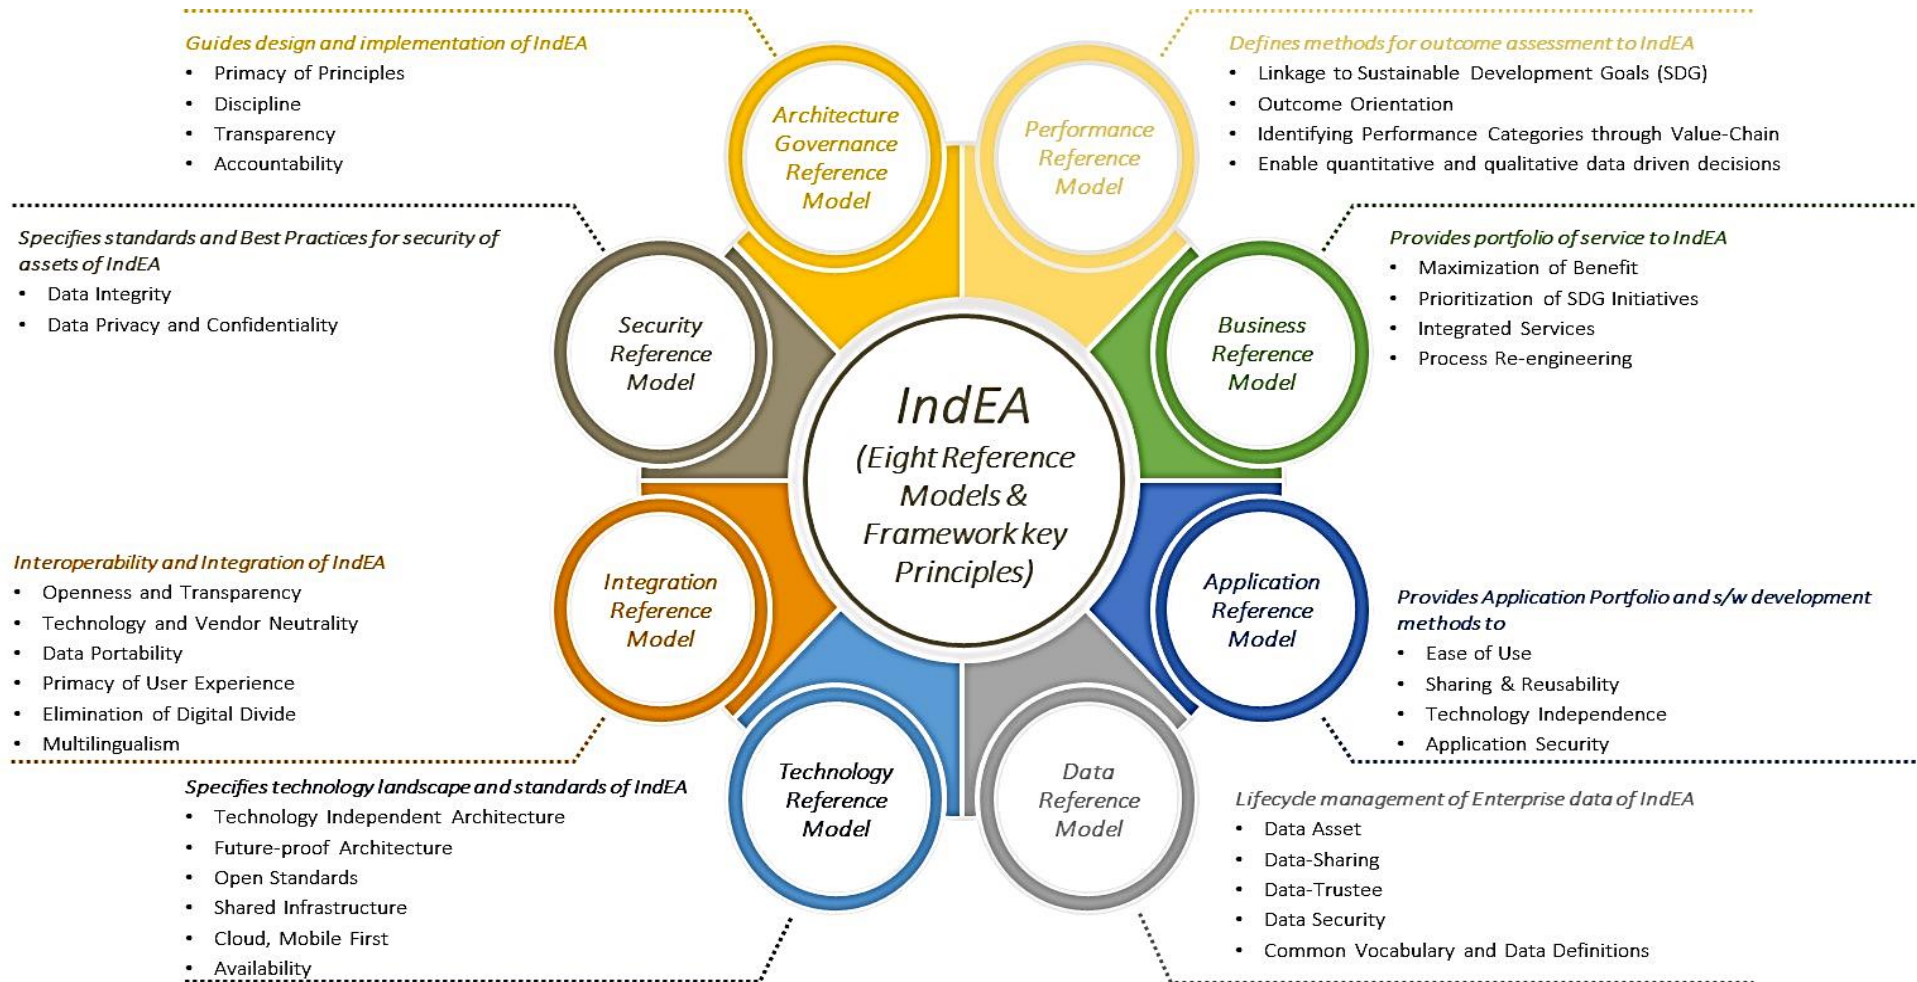 Guides design and implementation of IndEA
• Primacy of Principles
• Discipline
• Transparency
• Accountability
Architecture
Governance
Reference
Model
Performance
Reference
Model
Defines methods for outcome assessment to IndEA
• Linkage to Sustainable Development Goals (SDG)
• Outcome Orientation
• Identifying Performance Categories through Value-Chain
• Enable quantitative and qualitative data driven decisions
Specifies standards and Best Practices for security of
assets of IndEA
• Data Integrity
• Data Privacy and Confidentiality
Security
Reference
Model
Business
Reference
Model
Provides portfolio of service to IndEA
• Maximization of Benefit
• Prioritization of SDG Initiatives
• Integrated Services
• Process Re-engineering
IndEA
(Eight Reference
Models &
Framework key
Principles)
Interoperability and Integration of IndEA
• Openness and Transparency
• Technology and Vendor Neutrality
• Data Portability
• Primacy of User Experience
• Elimination of Digital Divide
• Multilingualism
Integration
Reference
Model
Application
Reference
Model
Provides Application Portfolio and s/w development
methods to
• Ease of Use
• Sharing & Reusability
• Technology Independence
• Application Security
Specifies technology landscape and standards of IndEA
• Technology Independent Architecture
• Future-proof Architecture
• Open Standards
• Shared Infrastructure
• Cloud, Mobile First
• Availability
Technology
Reference
Model
Data
Reference
Model
Lifecycle management of Enterprise data of IndEA
• Data Asset
• Data-Sharing
• Data-Trustee
• Data Security
• Common Vocabulary and Data Definitions